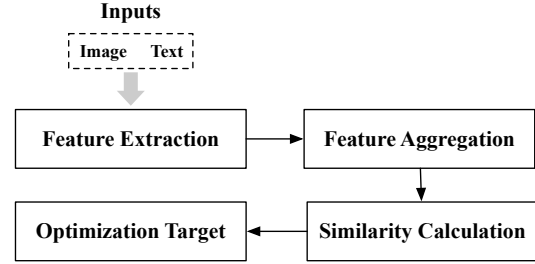 Inputs
Image Text
Feature Extraction
Feature Aggregation
Optimization Target
Similarity Calculation